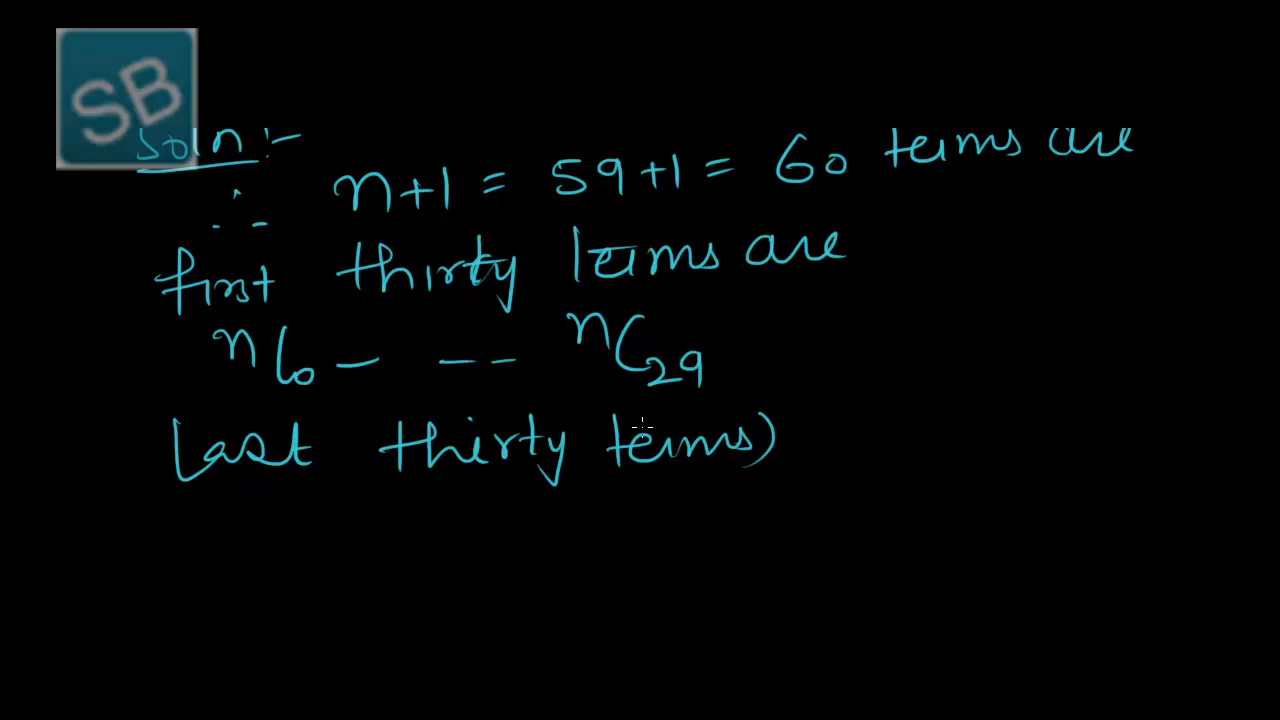 SB
Soln :-
∴ n+1 = 59+1 = 60 terms are
first thirty terms are
ⁿC₀ - -- ⁿC₂₉
Last thirty terms)